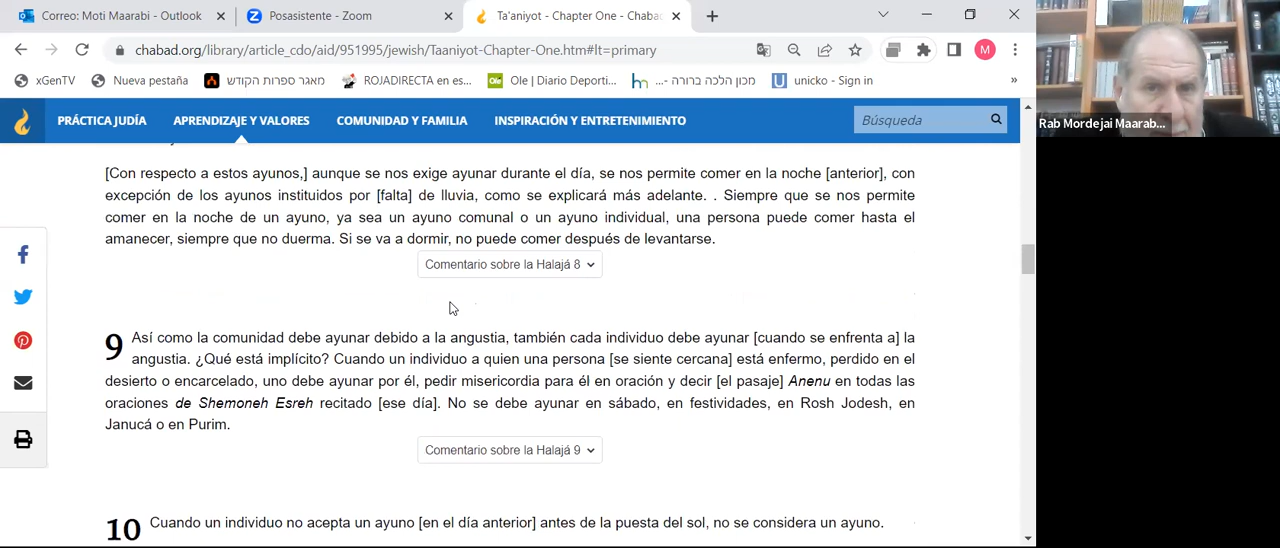 Correo: Moti Maarabi - Outlook
Posasistente - Zoom
Ta'aniyot - Chapter One - Chabad
chabad.org/library/article_cdo/aid/951995/jewish/Taaniyot-Chapter-One.htm#lt=primary
M
xGenTV
Nueva pestaña
מאגר ספרות הקודש
ROJADIRECTA en es...
Ole | Diario Deporti...
מכון הלכה ברורה -...
unicko - Sign in
»
PRÁCTICA JUDÍA
APRENDIZAJE Y VALORES
COMUNIDAD Y FAMILIA
INSPIRACIÓN Y ENTRETENIMIENTO
Búsqueda
Rab Mordejai Maarab...
[Con respecto a estos ayunos,] aunque se nos exige ayunar durante el día, se nos permite comer en la noche [anterior], con
excepción de los ayunos instituidos por [falta] de lluvia, como se explicará más adelante. . Siempre que se nos permite
comer en la noche de un ayuno, ya sea un ayuno comunal o un ayuno individual, una persona puede comer hasta el
amanecer, siempre que no duerma. Si se va a dormir, no puede comer después de levantarse.
Comentario sobre la Halajá 8
9 Así como la comunidad debe ayunar debido a la angustia, también cada individuo debe ayunar [cuando se enfrenta a] la
angustia. ¿Qué está implícito? Cuando un individuo a quien una persona [se siente cercana] está enfermo, perdido en el
desierto o encarcelado, uno debe ayunar por él, pedir misericordia para él en oración y decir [el pasaje] Anenu en todas las
oraciones de Shemoneh Esreh recitado [ese día]. No se debe ayunar en sábado, en festividades, en Rosh Jodesh, en
Janucá o en Purim.
Comentario sobre la Halajá 9
10 Cuando un individuo no acepta un ayuno [en el día anterior] antes de la puesta del sol, no se considera un ayuno.